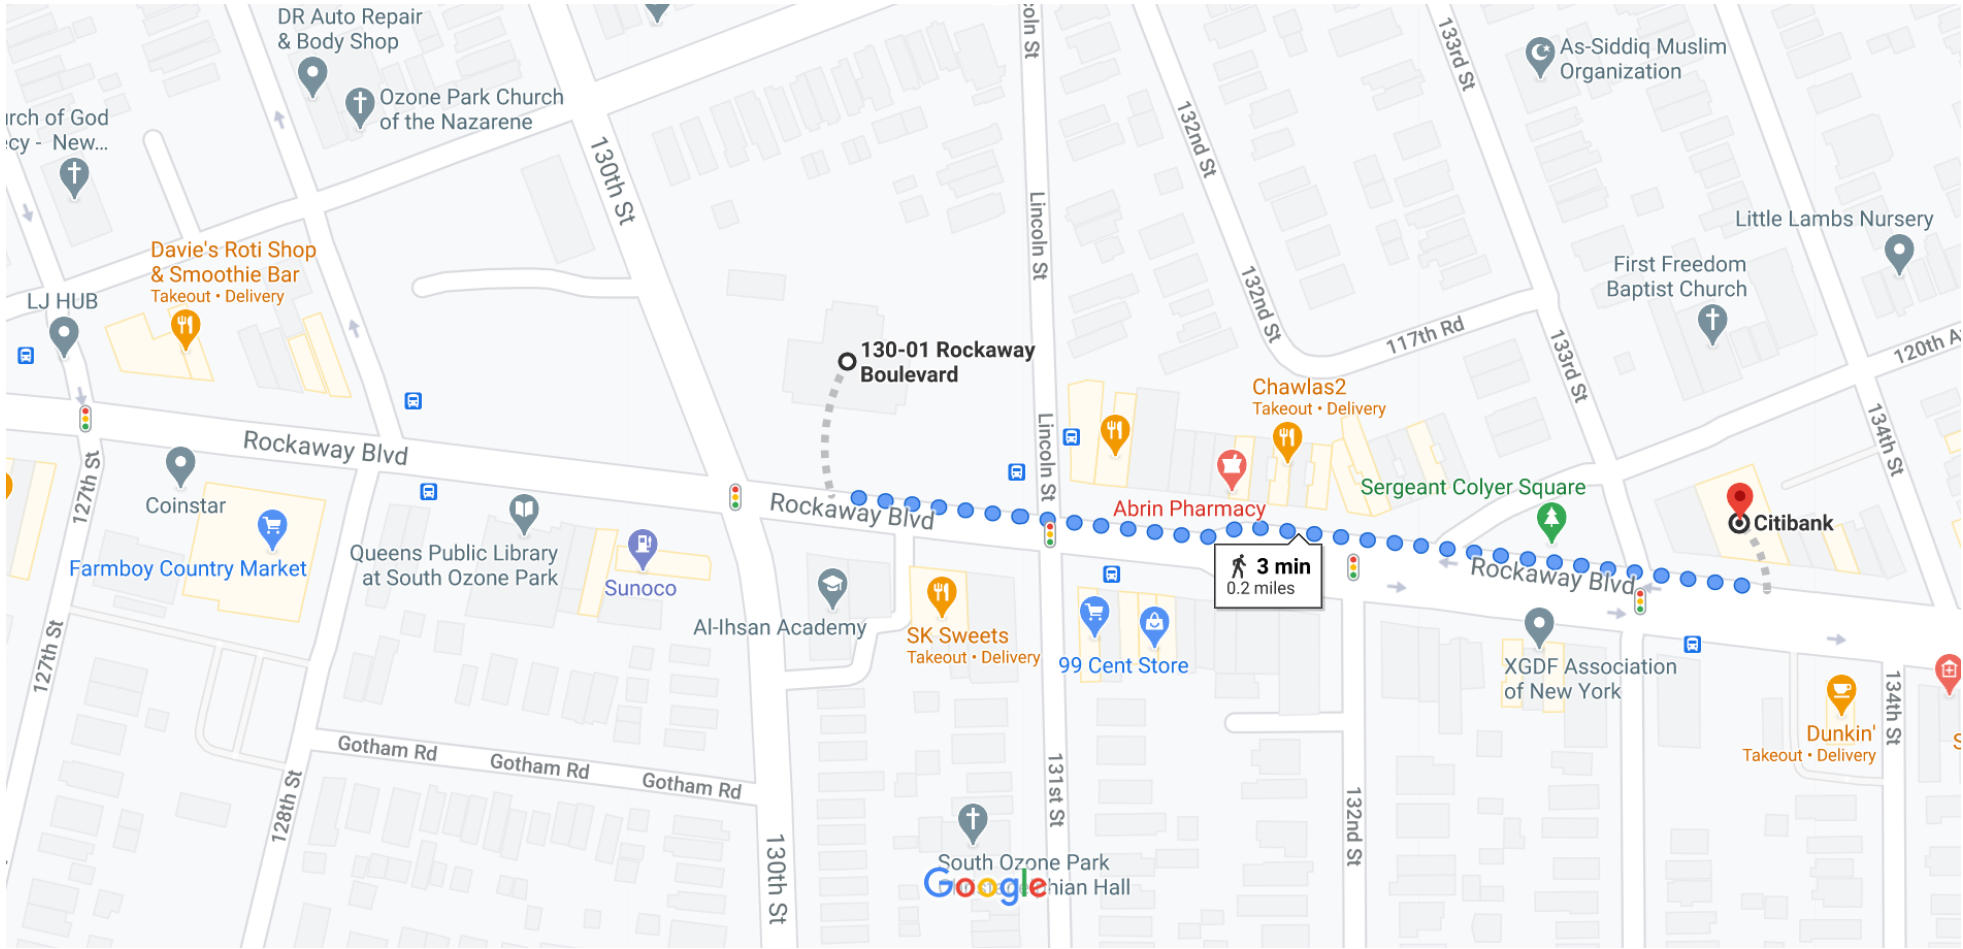 DR Auto Repair
& Body Shop
Ozone Park Church
of the Nazarene
urch of God
ecy - New...
130th St
oln St
Lincoln St
Lincoln St
132nd St
132nd St
133rd St
133rd St
As-Siddiq Muslim
Organization
Little Lambs Nursery
First Freedom
Baptist Church
117th Rd
120th A
134th St
Davie's Roti Shop
& Smoothie Bar
Takeout • Delivery
LJ HUB
130-01 Rockaway
Boulevard
Chawlas2
Takeout • Delivery
Rockaway Blvd
Coinstar
127th St
Farmboy Country Market
Queens Public Library
at South Ozone Park
Sunoco
Rockaway Blvd
Abrin Pharmacy
Sergeant Colyer Square
Citibank
3 min
0.2 miles
Rockaway Blvd
Al-Ihsan Academy
SK Sweets
Takeout • Delivery
99 Cent Store
XGDF Association
of New York
Dunkin'
Takeout • Delivery
134th St
S
127th St
Gotham Rd
Gotham Rd
Gotham Rd
128th St
130th St
131st St
132nd St
South Ozone Park
hian Hall
Google